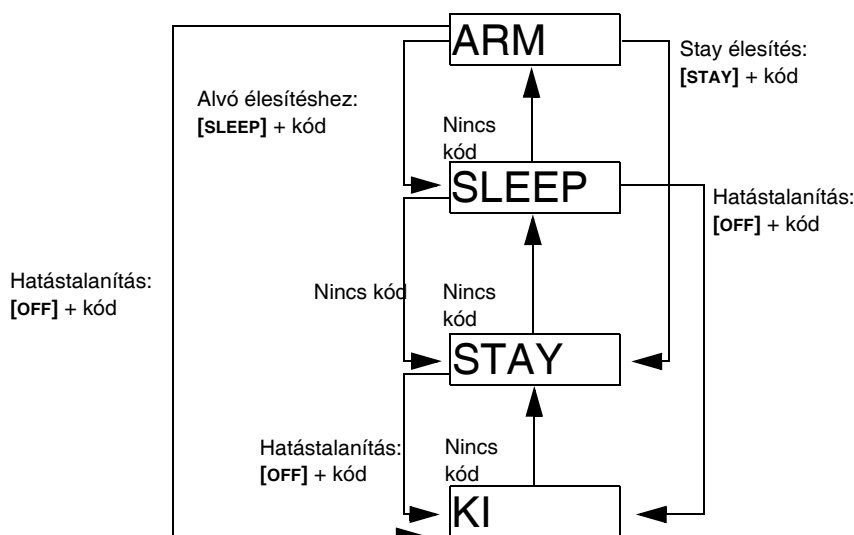 ARM
Stay élesítés:
[STAY] + kód
Alvó élesítéshez:
[SLEEP] + kód
Nincs
kód
SLEEP
Hatástalanítás:
[OFF] + kód
Hatástalanítás:
[OFF] + kód
Nincs kód
Nincs
kód
STAY
Hatástalanítás:
[OFF] + kód
Nincs
kód
KI